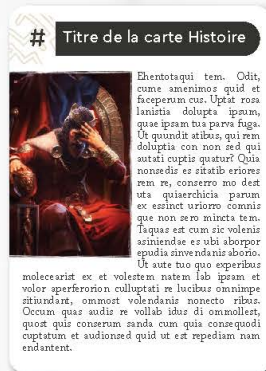 # Titre de la carte Histoire
Ehentotaqui tem. Odit,
cume amenimos quid et
faceperum cus. Uptat rosa
lanistia dolupta ipsum,
quae ipsam tua parva fuga.
Ut quundit atibus, qui rem
doluptia con non sed qui
autati cuptis quatur? Quia
nonsedis es sitatib eriores
rem re, conserro mo dest
uta quiaerchicia parum
ex essinct uriorro comnis
que non sero mincta tem.
Taquas est cum sic volenis
asiniendae es ubi aborpor
epudia sinvendanis aborio.
Ut aute tuo quo experibus
molecearist ex et volestem natem lab ipsam et
volor aperferorion culluptati re lucibus omnimpe
sitiundant, ommost volendanis nonecto ribus.
Occum quas audis re vollab idus di ommollest,
quost quis conserum sanda cum quia consequodi
cuptatum et audionsed quid ut est repediam nam
endantent.